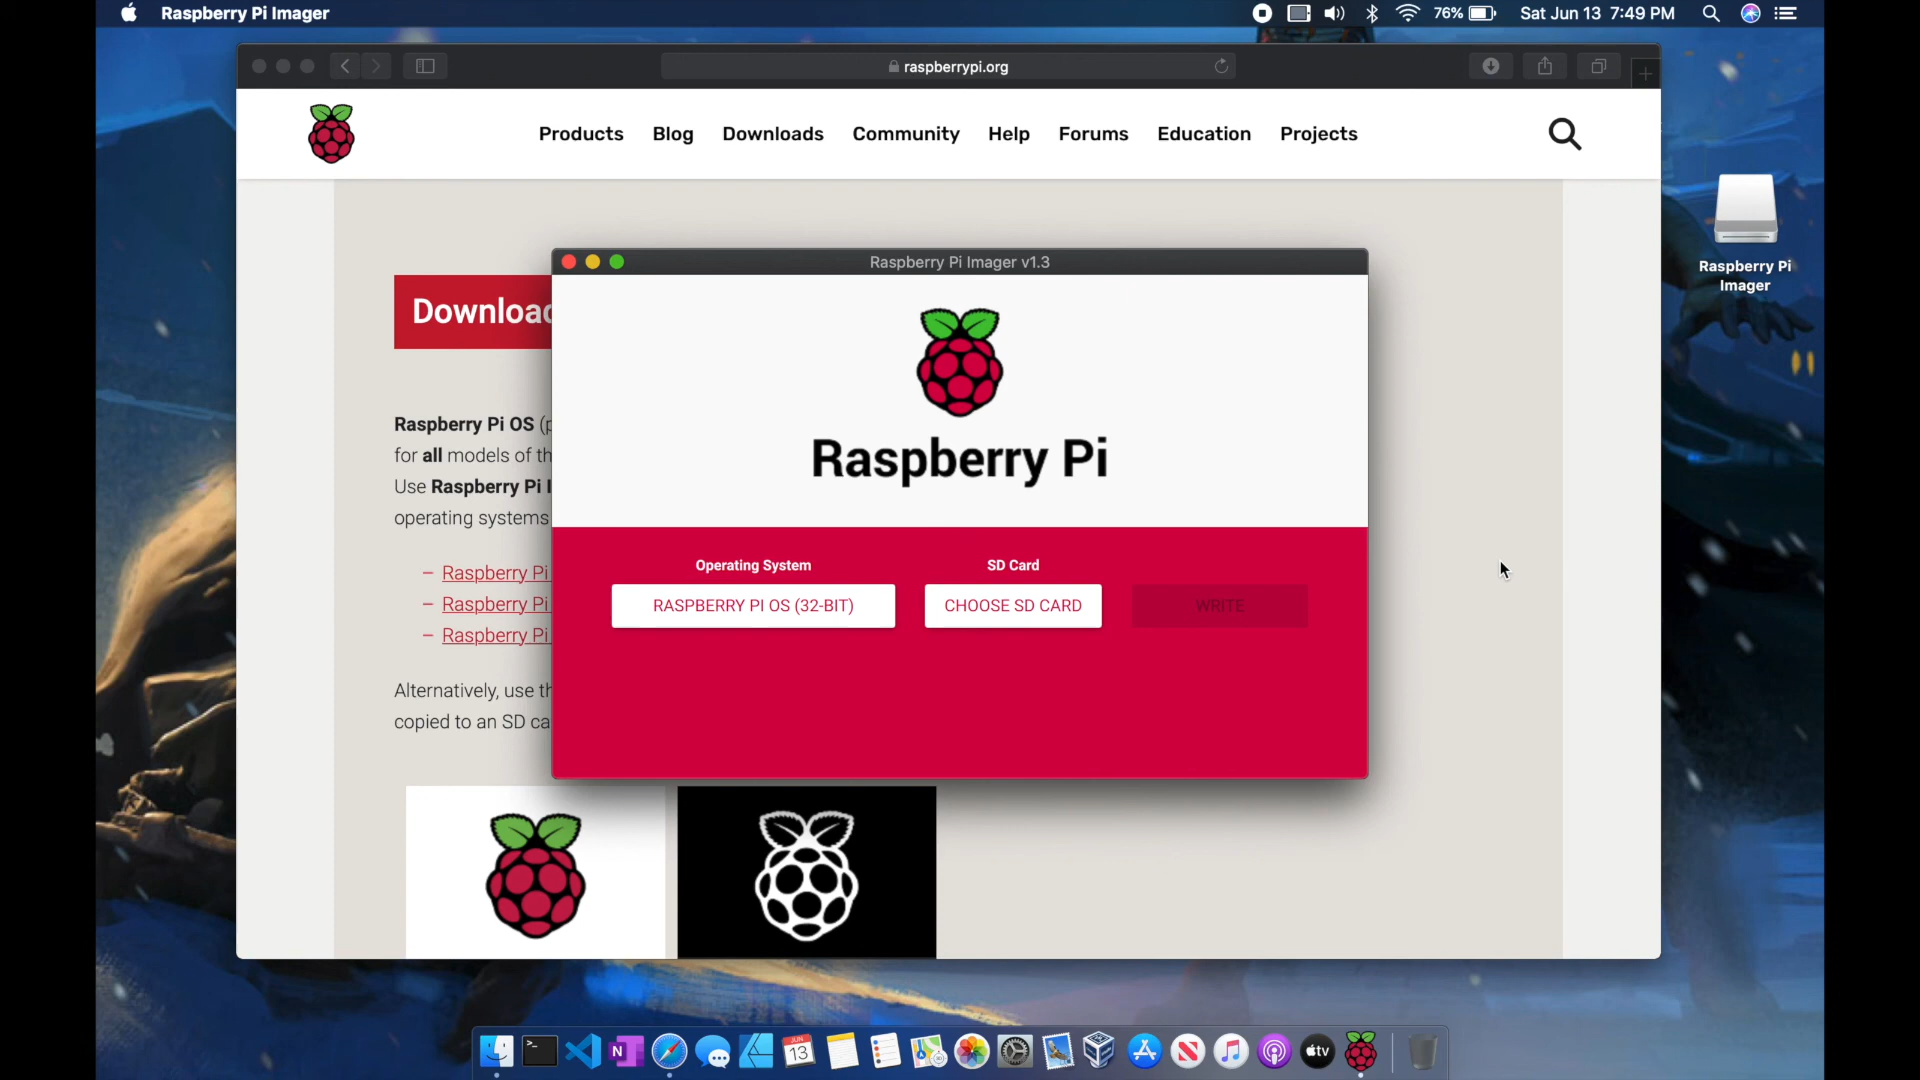 Raspberry Pi Imager
76%
Sat Jun 13 7:49 PM
raspberrypi.org
Products
Blog
Downloads
Community
Help
Forums
Education
Projects
Raspberry Pi
Imager
Raspberry Pi Imager v1.3
Raspberry Pi OS
for all models of
Use Raspberry Pi
operating systems
Raspberry Pi
Raspberry Pi
Raspberry Pi
Alternatively, use
copied to an SD
Raspberry Pi
Operating System
SD Card
RASPBERRY PI OS (32-BIT)
CHOOSE SD CARD
WRITE
N
JUN
13
tv